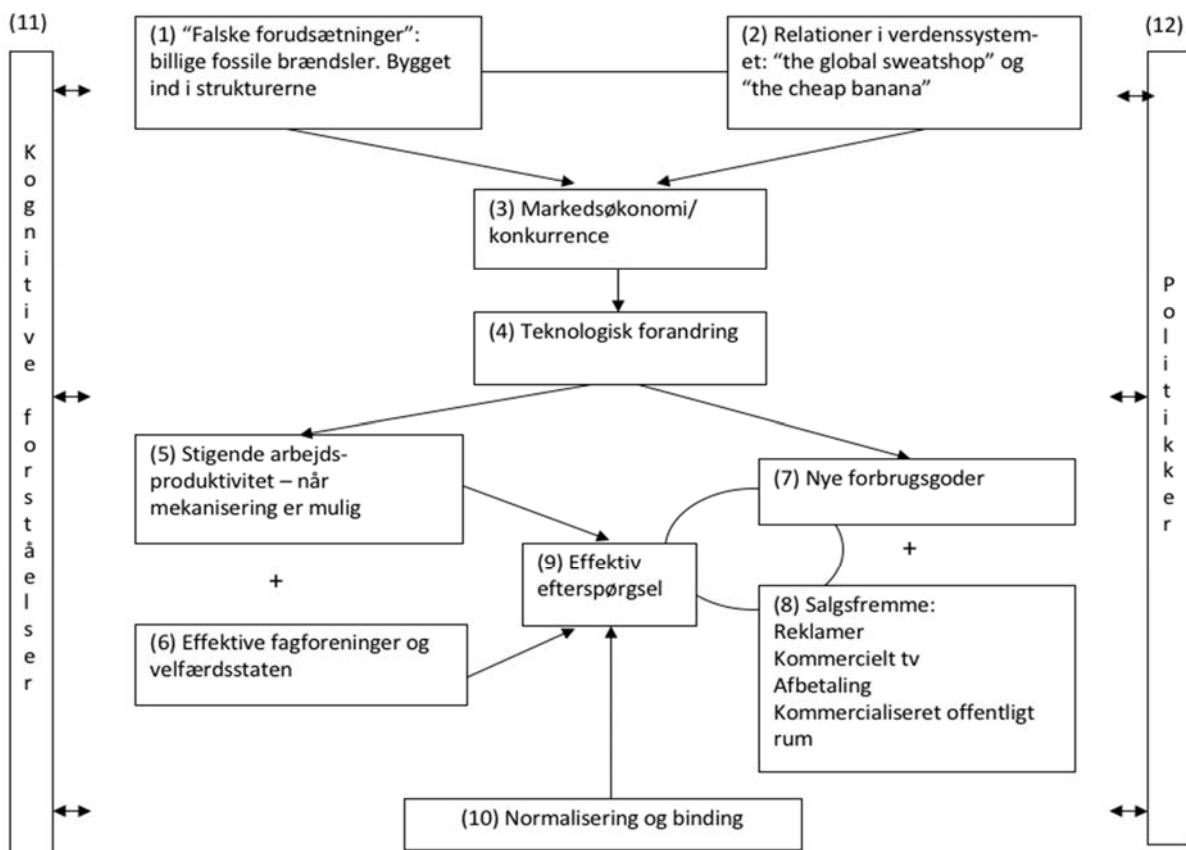 (11)
(12)
(1) “Falske forudsætninger”:
billige fossile brændsler. Bygget
ind i strukturerne
(2) Relationer i verdenssystem-
et: “the global sweatshop” og
“the cheap banana”
Kognitive forståelser
Politikker
(3) Markedsøkonomi/
konkurrence
(4) Teknologisk forandring
(5) Stigende arbejds-
produktivitet – når
mekanisering er mulig
+
(6) Effektive fagforeninger og
velfærdsstaten
(7) Nye forbrugsgoder
+
(8) Salgsfremme:
Reklamer
Kommercielt tv
Afbetaling
Kommercialiseret offentligt
rum
(9) Effektiv
efterspørgsel
(10) Normalisering og binding